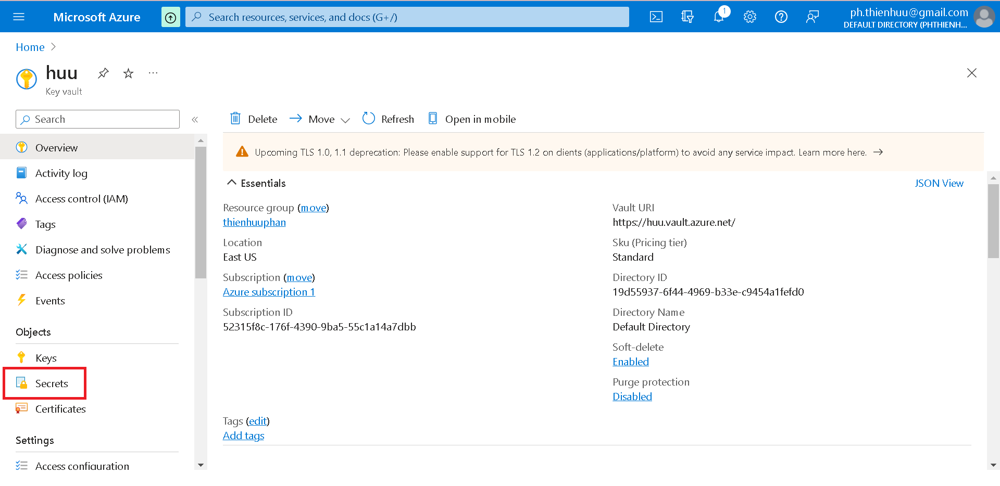 Microsoft Azure
Search resources, services, and docs (G+/)
1
ph.thienhuu@gmail.com
DEFAULT DIRECTORY (PHTHIENH...
Home
huu
Key vault
Search
Overview
Activity log
Access control (IAM)
Tags
Diagnose and solve problems
Access policies
Events
Objects
Keys
Secrets
Certificates
Settings
Access configuration
Delete
Move
Refresh
Open in mobile
Upcoming TLS 1.0, 1.1 deprecation: Please enable support for TLS 1.2 on clients (applications/platform) to avoid any service impact. Learn more here. →
Essentials
JSON View
Resource group (move)
thienhuuphan
Location
East US
Subscription (move)
Azure subscription 1
Subscription ID
52315f8c-176f-4390-9ba5-55c1a14a7dbb
Vault URI
https://huu.vault.azure.net/
Sku (Pricing tier)
Standard
Directory ID
19d55937-6f44-4969-b33e-c9454a1fefd0
Directory Name
Default Directory
Soft-delete
Enabled
Purge protection
Disabled
Tags (edit)
Add tags